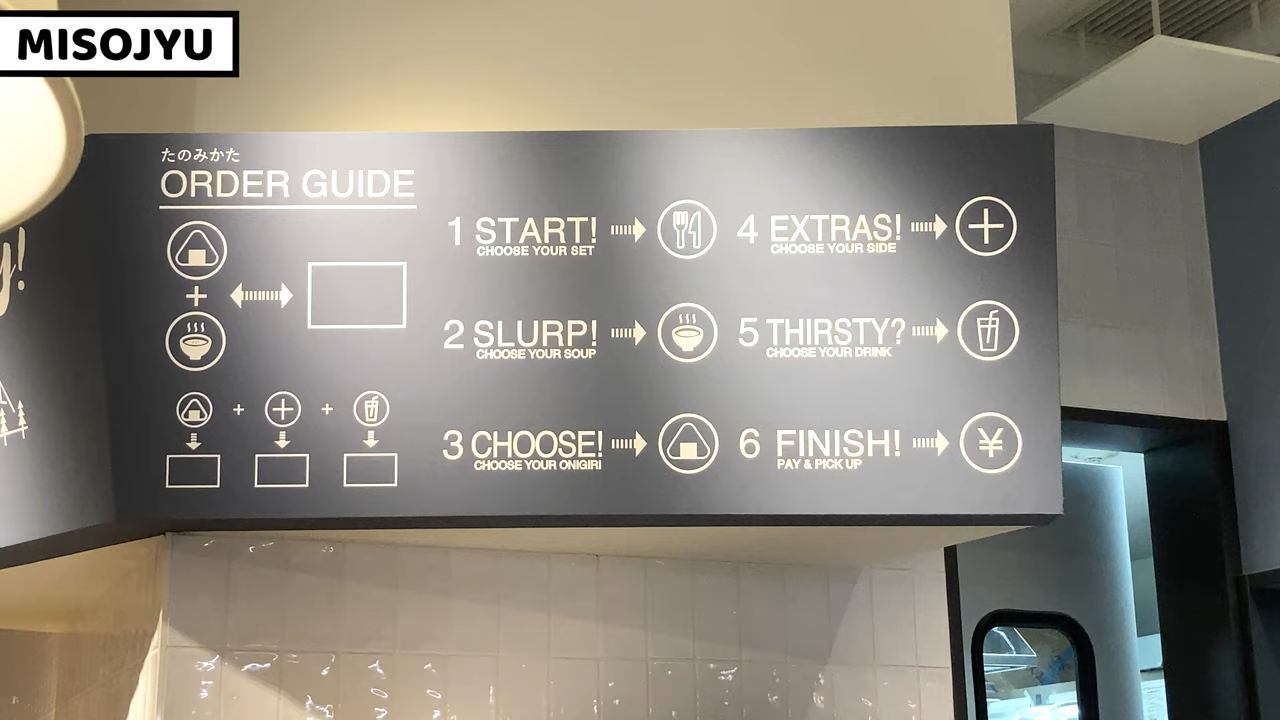 MISOJYU
たのみかた
ORDER GUIDE
1 START!
CHOOSE YOUR SET
2 SLURP!
CHOOSE YOUR SOUP
3 CHOOSE!
CHOOSE YOUR ONIGIRI
4 EXTRAS!
CHOOSE YOUR SIDE
5 THIRSTY?
CHOOSE YOUR DRINK
6 FINISH!
PAY & PICK UP
¥